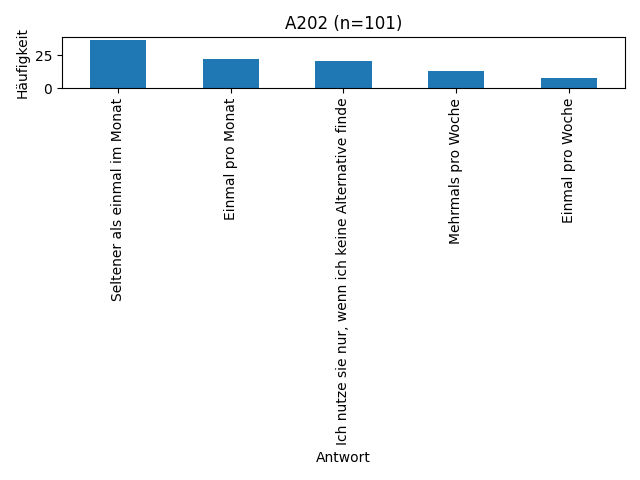 A202 (n=101)
Häufigkeit
25
0
Seltener als einmal im Monat
Einmal pro Monat
Ich nutze sie nur, wenn ich keine Alternative finde
Mehrmals pro Woche
Einmal pro Woche
Antwort